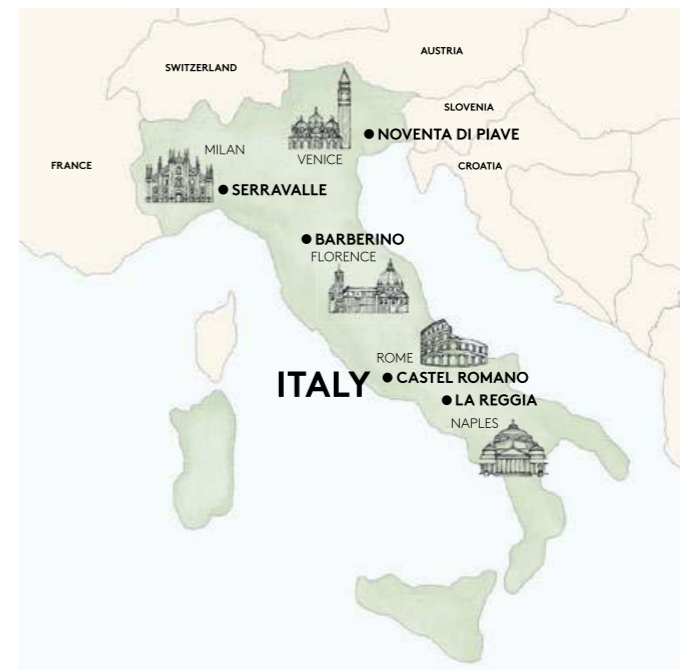 AUSTRIA
SWITZERLAND
SLOVENIA
NOVENTA DI PIAVE
MILAN
VENICE
FRANCE
CROATIA
SERRAVALLE
BARBERINO
FLORENCE
ROME
ITALY
CASTEL ROMANO
LA REGGIA
NAPLES